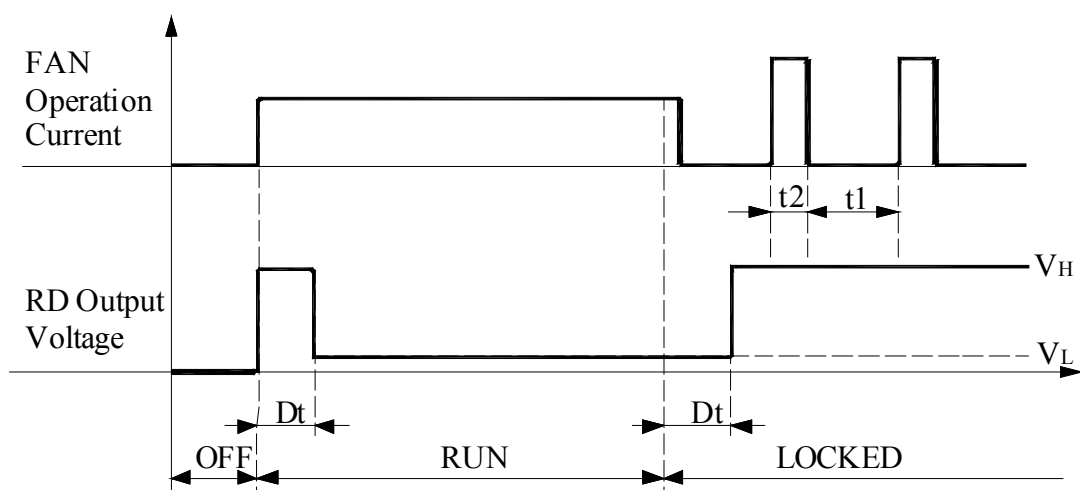 FAN
Operation
Current
t2
t1
VH
RD Output
Voltage
VL
Dt
Dt
OFF
RUN
LOCKED